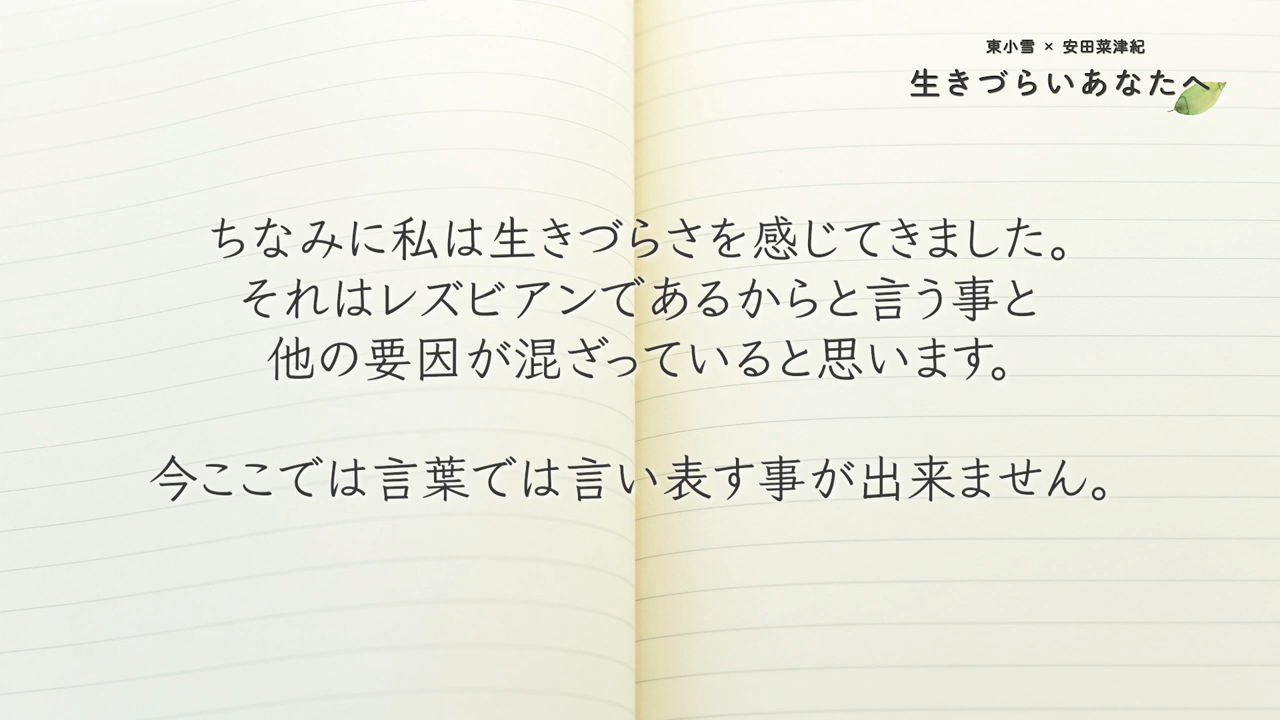 東小雪 × 安田菜津紀
生きづらいあなたへ
ちなみに私は生きづらさを感じてきました。
それはレズビアンであるからと言う事と
他の要因が混ざっていると思います。
今ここでは言葉では言い表す事が出来ません。